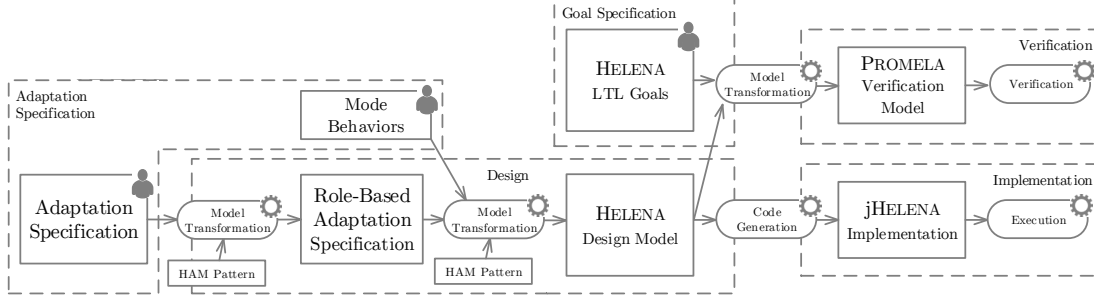 Goal Specification
HELENA
LTL Goals
Model
Transformation
Verification
PROMELA
Verification
Model
Verification
Adaptation
Specification
Mode
Behaviors
Design
Adaptation
Specification
Model
Transformation
HAM Pattern
Role-Based
Adaptation
Specification
Model
Transformation
HAM Pattern
HELENA
Design Model
Code
Generation
Implementation
jHELENA
Implementation
Execution